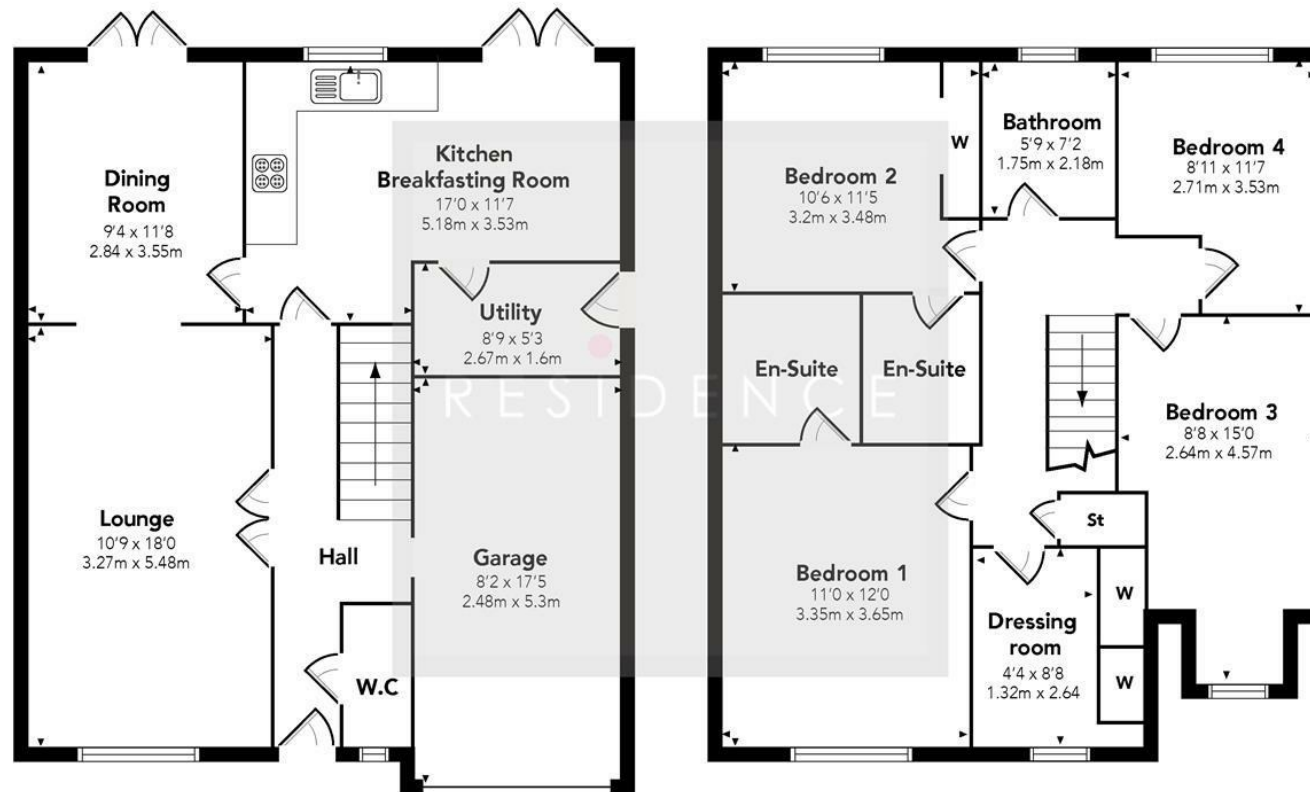 Dining
Room
9'4 x 11'8
2.84 x 3.55m
Kitchen
Breakfasting Room
17'0 x 11'7
5.18m x 3.53m
Utility
8'9 x 5'3
2.67m x 1.6m
RESIDENCE
Lounge
10'9 x 18'0
3.27m x 5.48m
Hall
Garage
8'2 x 17'5
2.48m x 5.3m
W.C
Bedroom 2
10'6 x 11'5
3.2m x 3.48m
W
Bathroom
5'9 x 7'2
1.75m x 2.18m
Bedroom 4
8'11 x 11'7
2.71m x 3.53m
En-Suite
En-Suite
Bedroom 3
8'8 x 15'0
2.64m x 4.57m
St
Bedroom 1
11'0 x 12'0
3.35m x 3.65m
Dressing
room
4'4 x 8'8
1.32m x 2.64
W
W